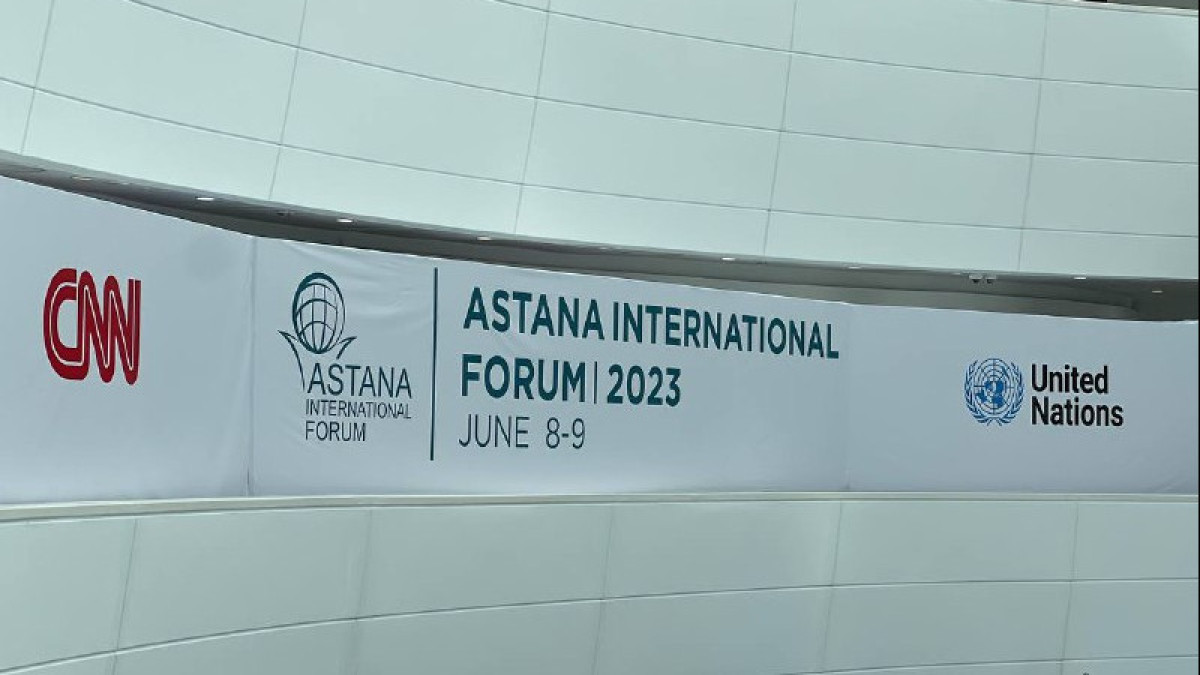 CNN
ASTANA
INTERNATIONAL
FORUM
ASTANA INTERNATIONAL
FORUM | 2023
JUNE 8-9
United
Nations